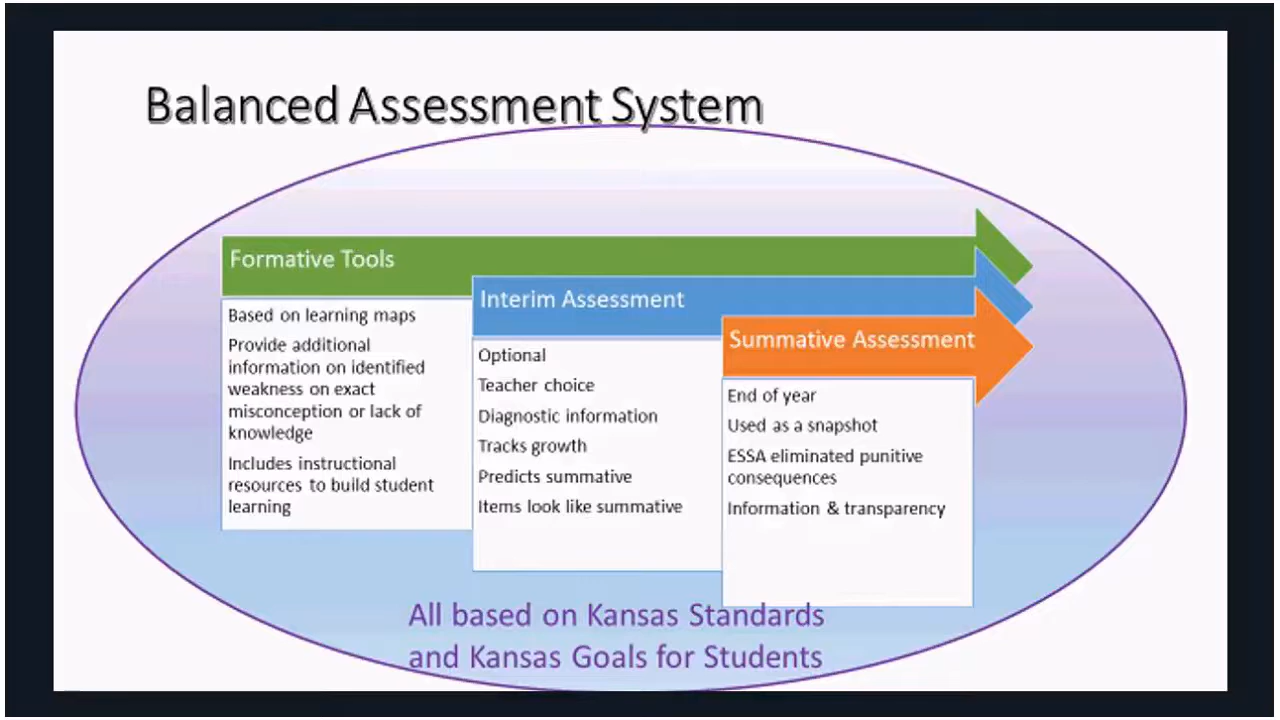 Balanced Assessment System
Formative Tools
Based on learning maps
Provide additional
information on identified
weakness on exact
misconception or lack of
knowledge
Includes instructional
resources to build student
learning
Interim Assessment
Optional
Teacher choice
Diagnostic information
Tracks growth
Predicts summative
Items look like summative
Summative Assessment
End of year
Used as a snapshot
ESSA eliminated punitive
consequences
Information & transparency
All based on Kansas Standards
and Kansas Goals for Students